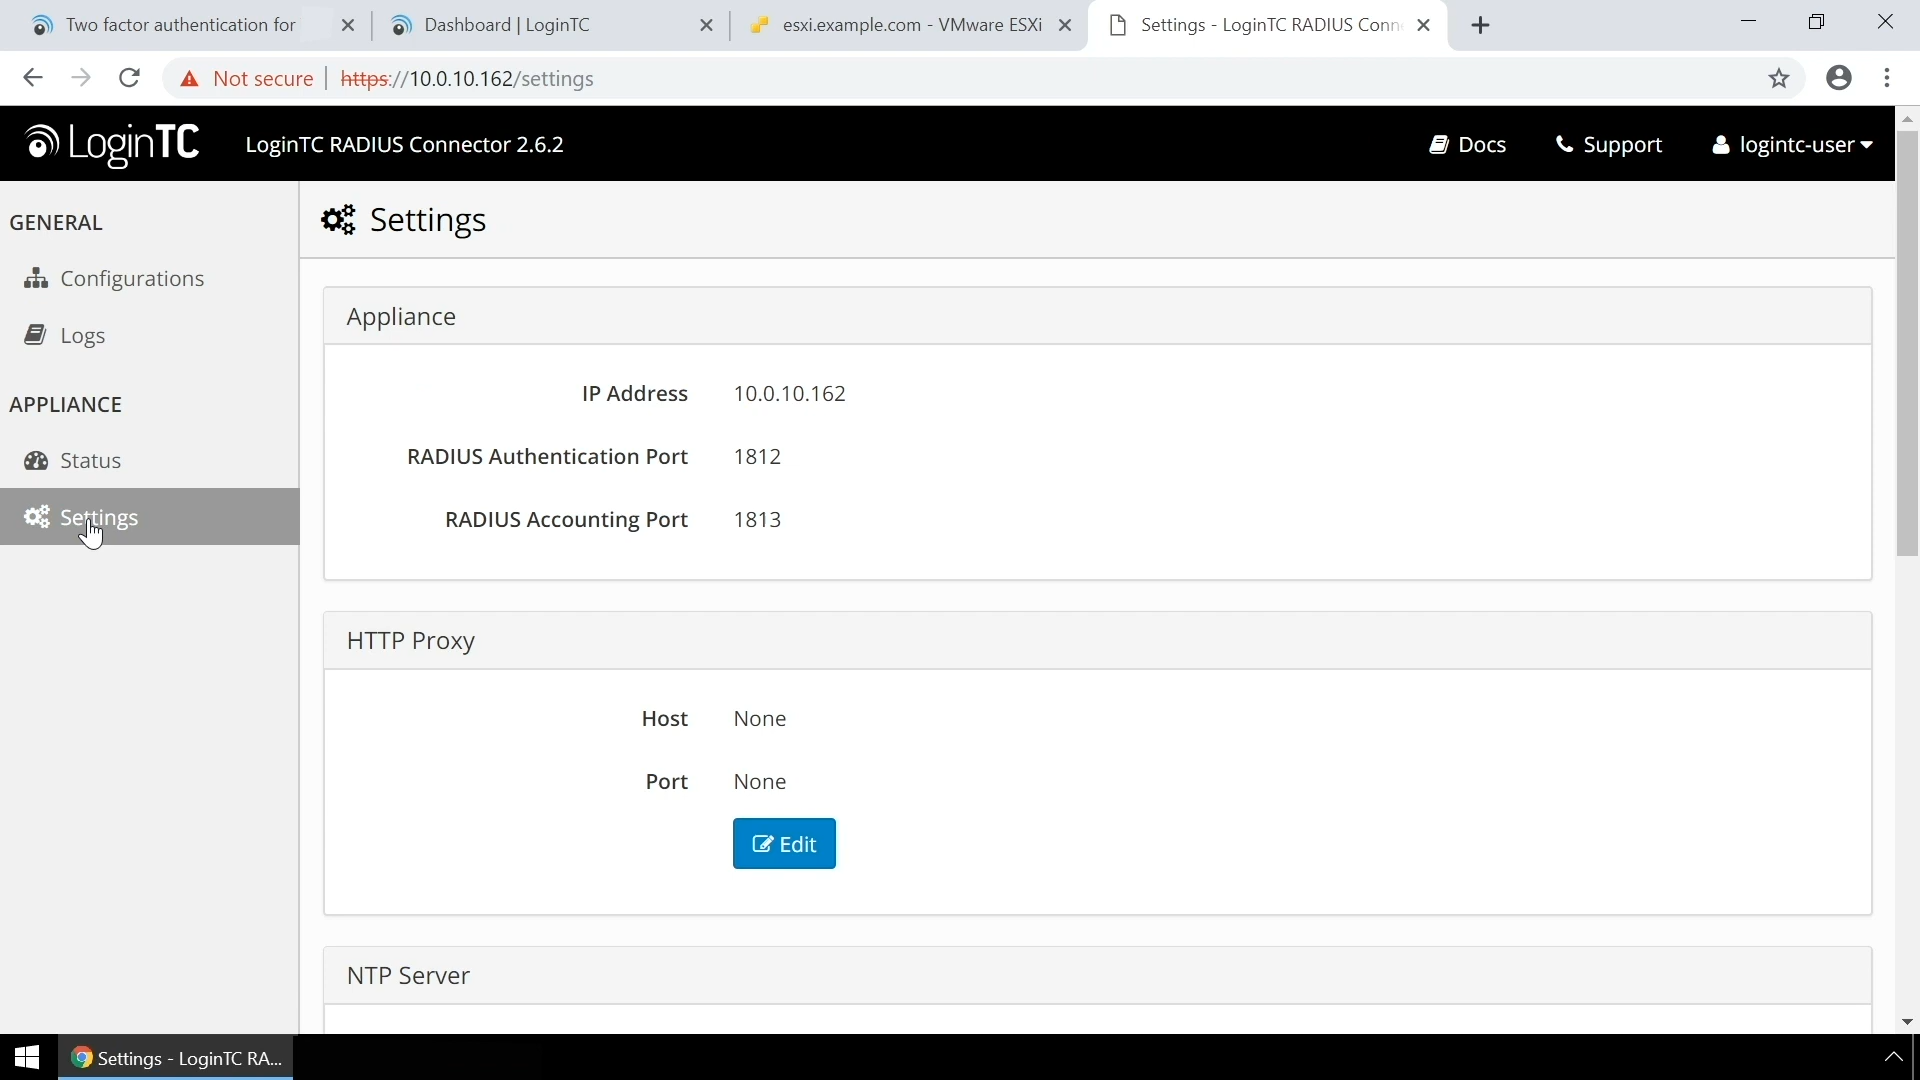 Two factor authentication for
Dashboard | LoginTC
esxi.example.com - VMware ESXi
Settings - LoginTC RADIUS Conn
Not secure
https://10.0.10.162/settings
LoginTC
LoginTC RADIUS Connector 2.6.2
Docs
Support
logintc-user
GENERAL
Configurations
Logs
APPLIANCE
Status
Settings
Settings
Appliance
IP Address 10.0.10.162
RADIUS Authentication Port 1812
RADIUS Accounting Port 1813
HTTP Proxy
Host None
Port None
Edit
NTP Server
Settings - LoginTC RA...